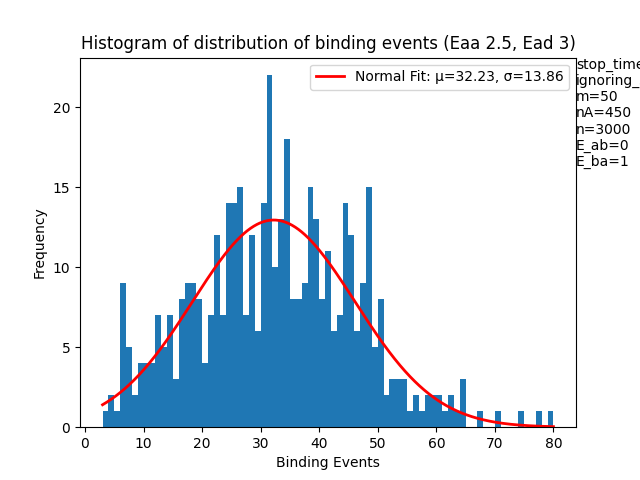 Histogram of distribution of binding events (Eaa 2.5, Ead 3)
Normal Fit: μ=32.23, σ=13.86
stop_time
ignoring_
m=50
nA=450
n=3000
E_ab=0
E_ba=1
Frequency
20
15
10
5
0
0 10 20 30 40 50 60 70 80
Binding Events